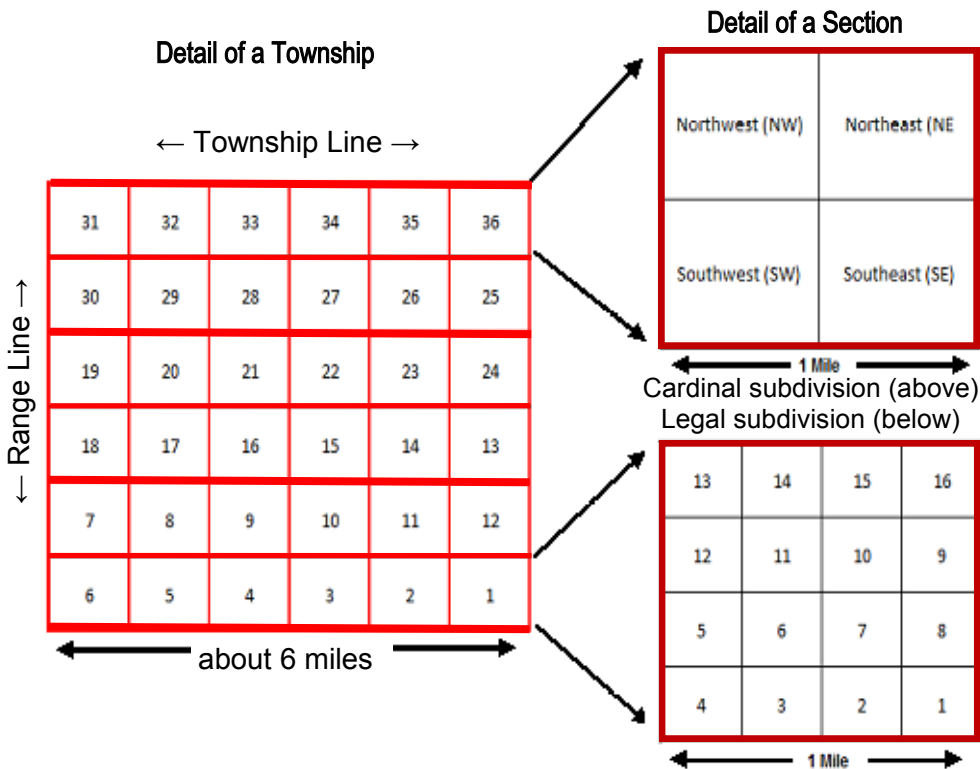 Detail of a Township
← Township Line →
← Range Line →
31 32 33 34 35 36
30 29 28 27 26 25
19 20 21 22 23 24
18 17 16 15 14 13
7 8 9 10 11 12
6 5 4 3 2 1
about 6 miles
Detail of a Section
Northwest (NW) Northeast (NE
Southwest (SW) Southeast (SE)
1 Mile
Cardinal subdivision (above)
Legal subdivision (below)
13 14 15 16
12 11 10 9
5 6 7 8
4 3 2 1
1 Mile